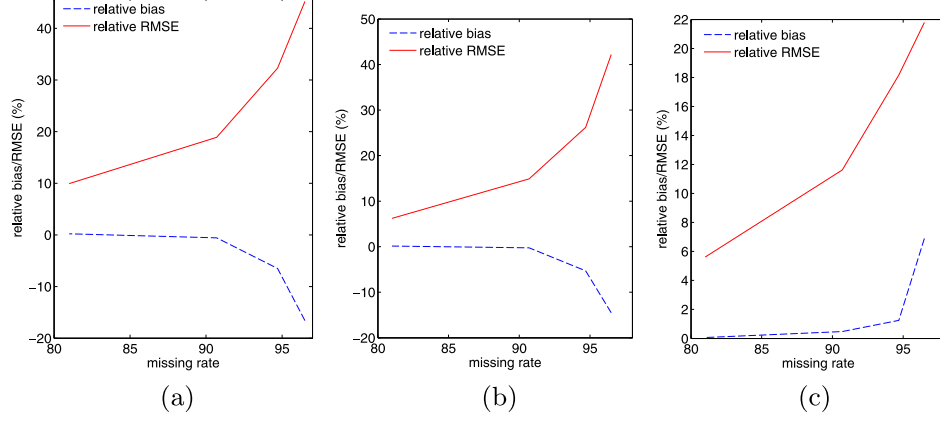 relative bias
relative RMSE
relative bias/RMSE (%)
40
30
20
10
0
−10
−20
80
85
90
95
missing rate
(a)
relative bias
relative RMSE
relative bias/RMSE (%)
50
40
30
20
10
0
−10
−20
80
85
90
95
missing rate
(b)
relative bias
relative RMSE
relative bias/RMSE (%)
22
20
18
16
14
12
10
8
6
4
2
0
80
85
90
95
missing rate
(c)